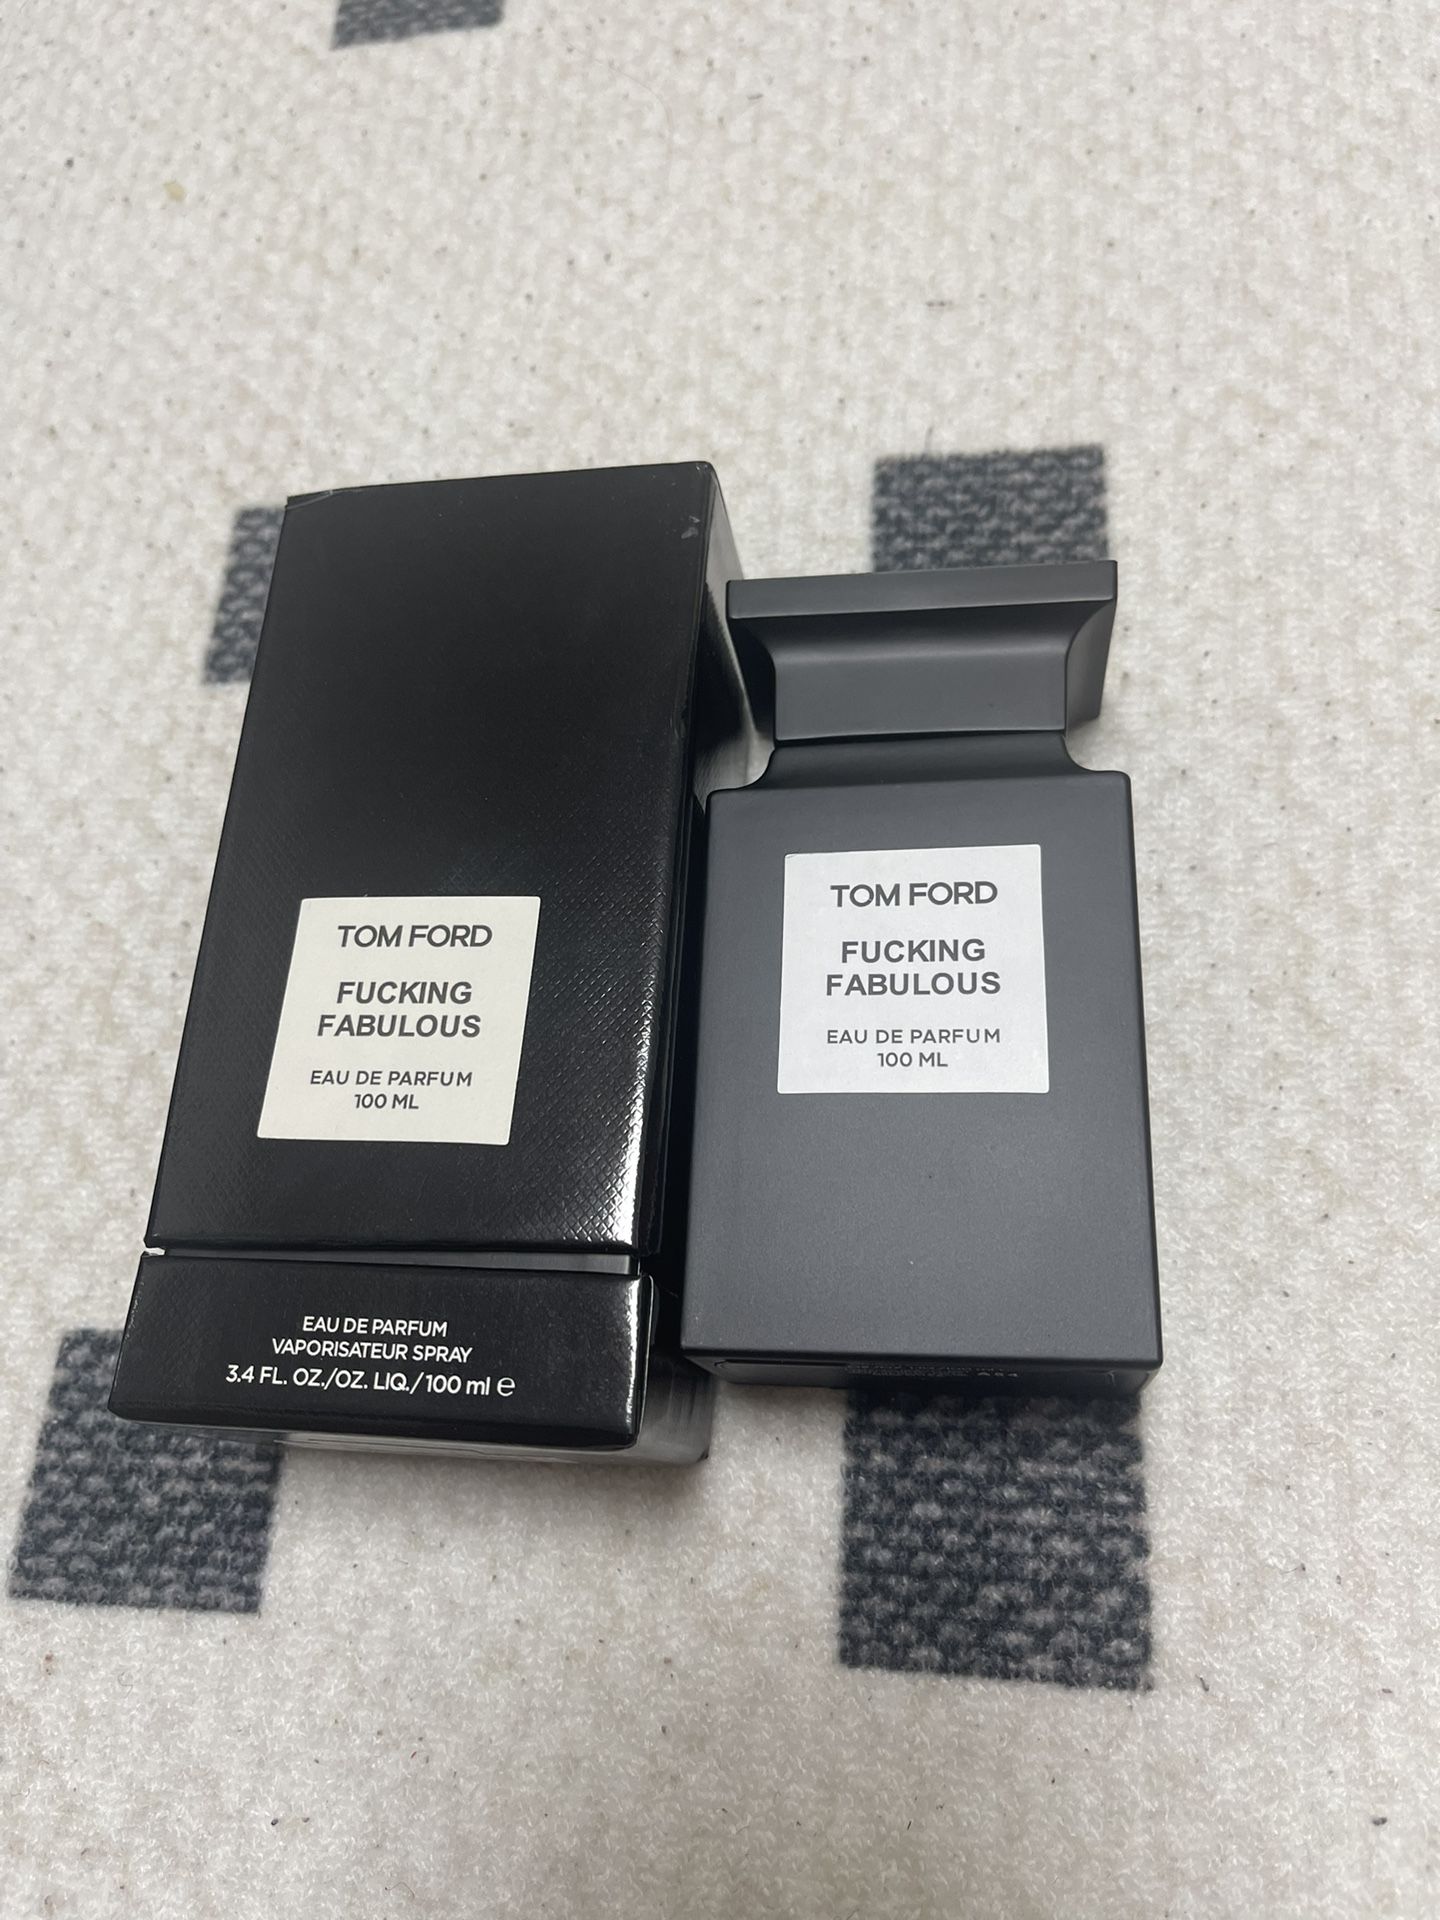 TOM FORD
FUCKING
FABULOUS
EAU DE PARFUM
100 ML
EAU DE PARFUM
VAPORISATEUR SPRAY
3.4 FL. OZ./OZ. LIQ./100 ml e
TOM FORD
FUCKING
FABULOUS
EAU DE PARFUM
100 ML